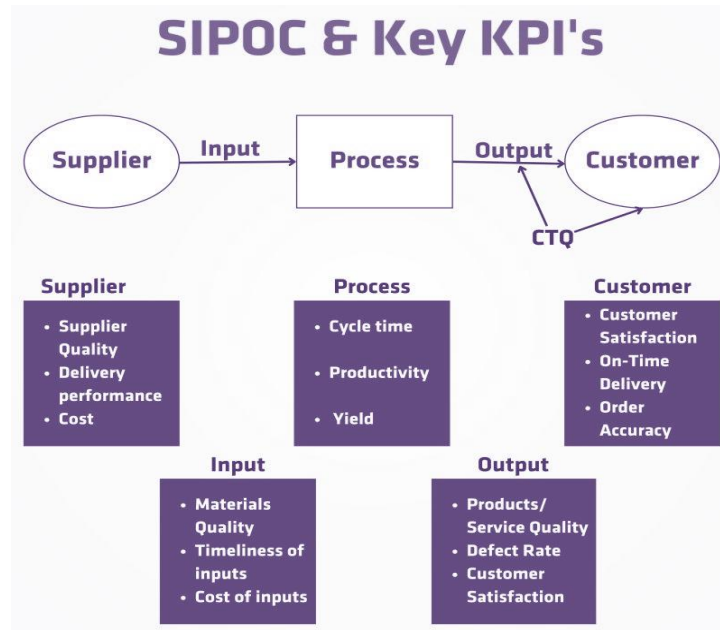 SIPOC & Key KPI's
Supplier
Input
Process
Output
Customer
CTQ
Supplier
• Supplier
Quality
• Delivery
performance
• Cost
Process
• Cycle time
• Productivity
• Yield
Customer
• Customer
Satisfaction
• On-Time
Delivery
• Order
Accuracy
Input
• Materials
Quality
• Timeliness of
inputs
• Cost of inputs
Output
• Products/
Service Quality
• Defect Rate
• Customer
Satisfaction